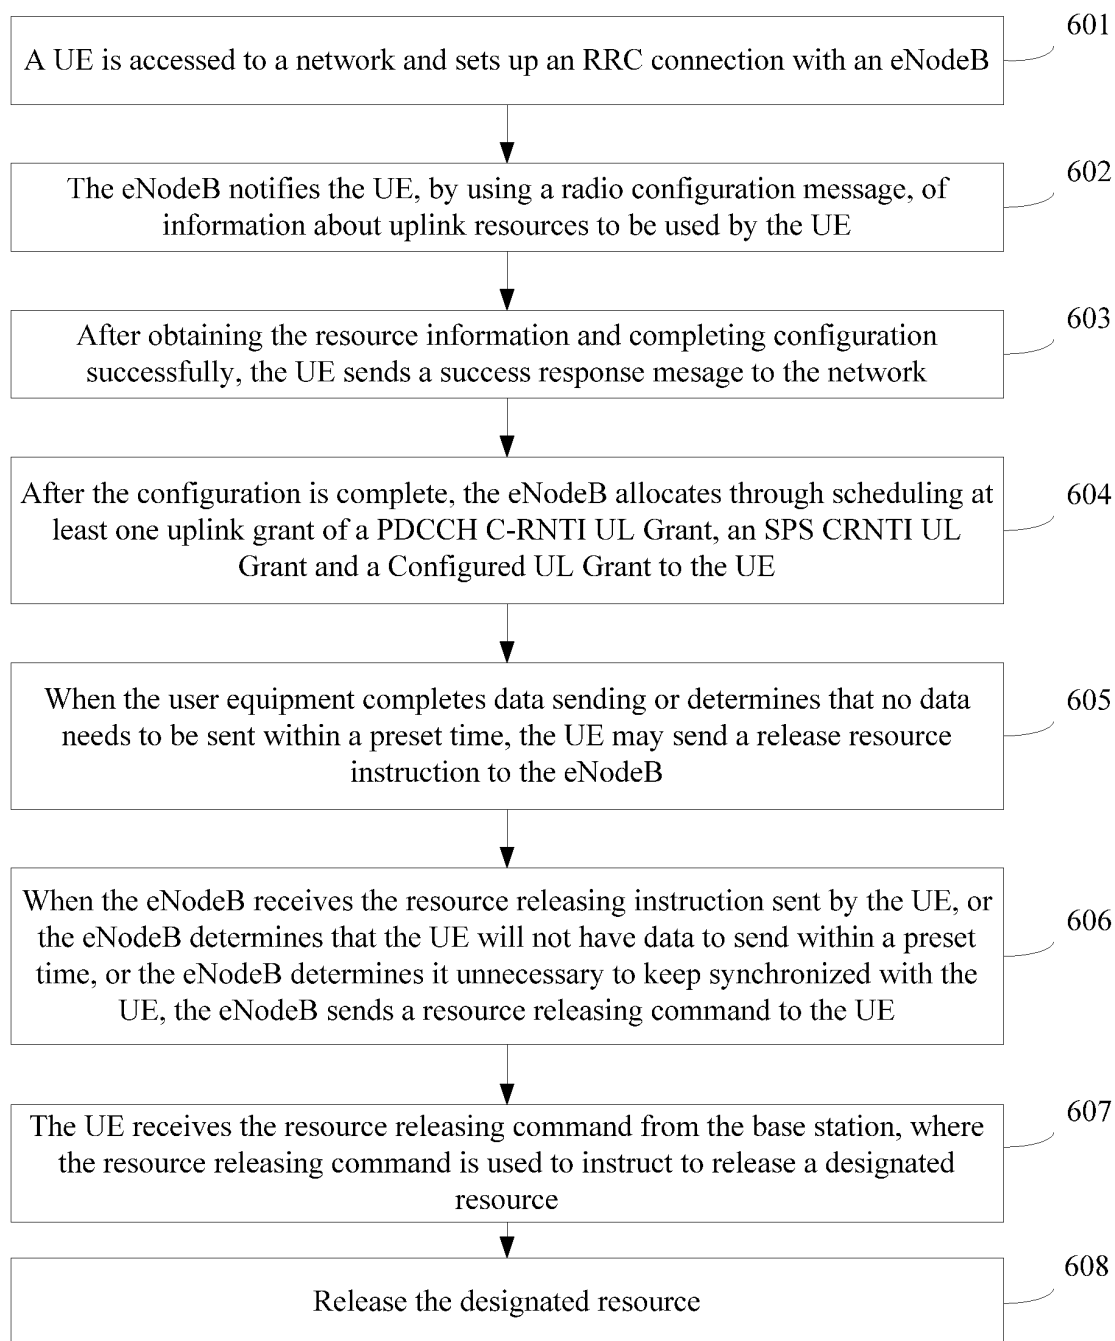 601
A UE is accessed to a network and sets up an RRC connection with an eNodeB
602
The eNodeB notifies the UE, by using a radio configuration message, of
information about uplink resources to be used by the UE
603
After obtaining the resource information and completing configuration
successfully, the UE sends a success response mesage to the network
604
After the configuration is complete, the eNodeB allocates through scheduling at
least one uplink grant of a PDCCH C-RNTI UL Grant, an SPS CRNTI UL
Grant and a Configured UL Grant to the UE
605
When the user equipment completes data sending or determines that no data
needs to be sent within a preset time, the UE may send a release resource
instruction to the eNodeB
606
When the eNodeB receives the resource releasing instruction sent by the UE, or
the eNodeB determines that the UE will not have data to send within a preset
time, or the eNodeB determines it unnecessary to keep synchronized with the
UE, the eNodeB sends a resource releasing command to the UE
607
The UE receives the resource releasing command from the base station, where
the resource releasing command is used to instruct to release a designated
resource
608
Release the designated resource